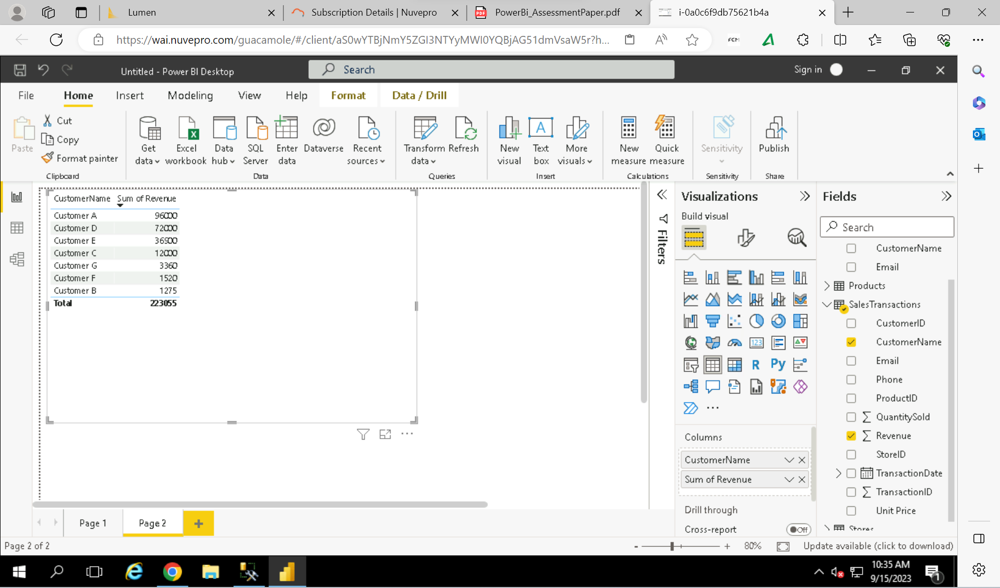 Lumen
Subscription Details | Nuvepro
PowerBi_AssessmentPaper.pdf
i-0a0c6f9db75621b4a
https://wai.nuvepro.com/guacamole/#/client/aS0wYTBjNmY5ZGI3NTYyMWI0YQBjAG51dmVsaW5r?h...
FCM
Untitled - Power BI Desktop
Search
Sign in
File
Home
Insert
Modeling
View
Help
Format
Data / Drill
Paste
Cut
Copy
Format painter
Clipboard
Get data
Excel workbook
Data hub
SQL Server
Enter data
Dataverse
Recent sources
Data
Transform data
Refresh
Queries
New visual
Text box
More visuals
Insert
New measure
Quick measure
Calculations
Sensitivity
Sensitivity
Publish
Share
CustomerName Sum of Revenue
Customer A 96000
Customer D 72000
Customer E 36900
Customer C 12000
Customer G 3360
Customer F 1520
Customer B 1275
Total 223055
Filters
Visualizations
Build visual
123
R
Py
Columns
CustomerName
Sum of Revenue
Drill through
Cross-report
Off
Fields
Search
CustomerName
Email
Products
SalesTransactions
CustomerID
CustomerName
Email
Phone
ProductID
QuantitySold
Revenue
StoreID
TransactionDate
TransactionID
Unit Price
Stores
Page 1
Page 2
Page 2 of 2
- + 80%
Update available (click to download)
10:35 AM
9/15/2023
1